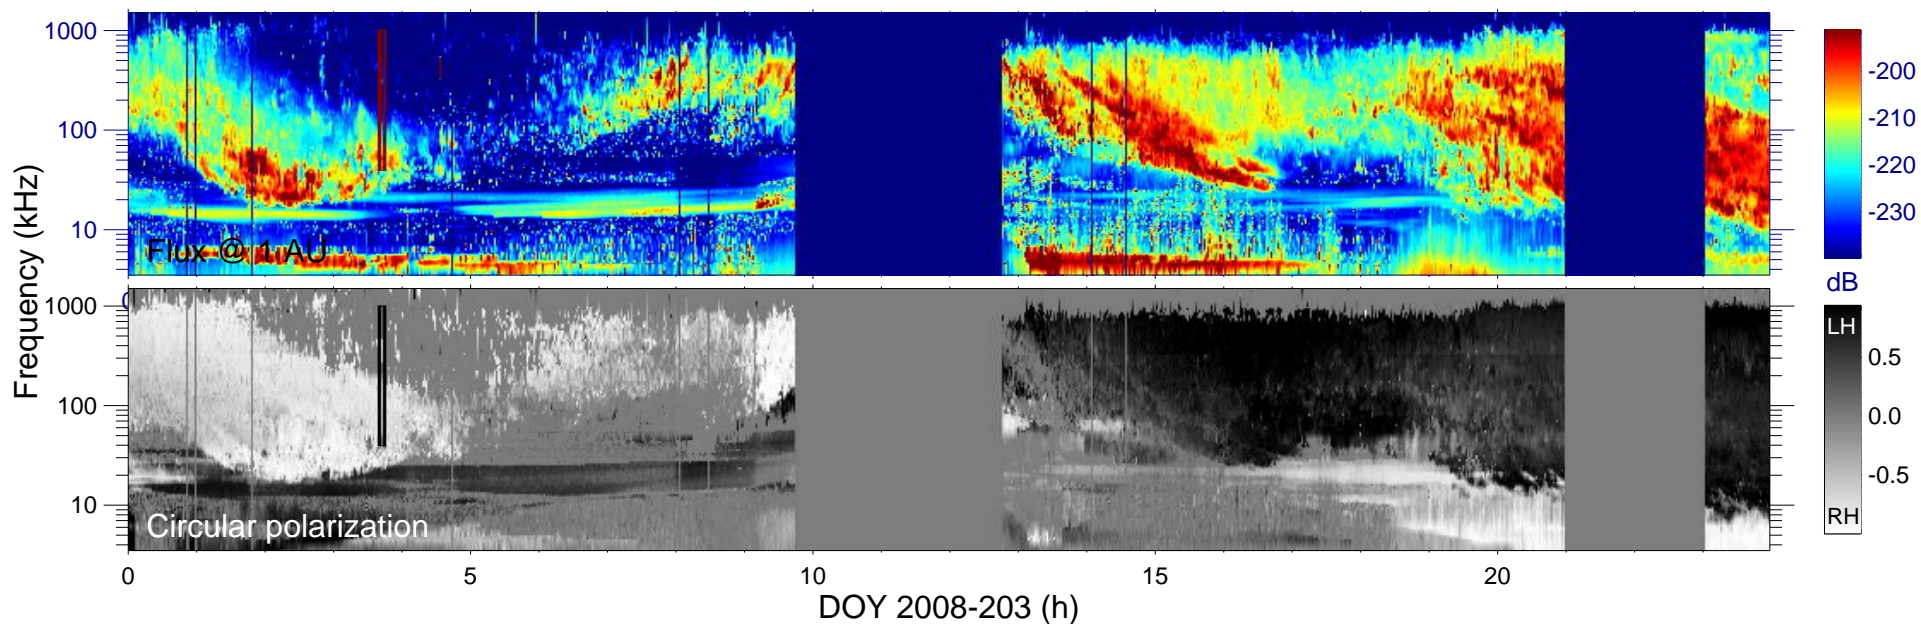 1000
100
10
Flux @ 1 AU
-200
-210
-220
-230
dB
0
Frequency (kHz)
1000
100
10
Circular polarization
LH
0.5
0.0
-0.5
RH
0
5
10
15
20
DOY 2008-203 (h)